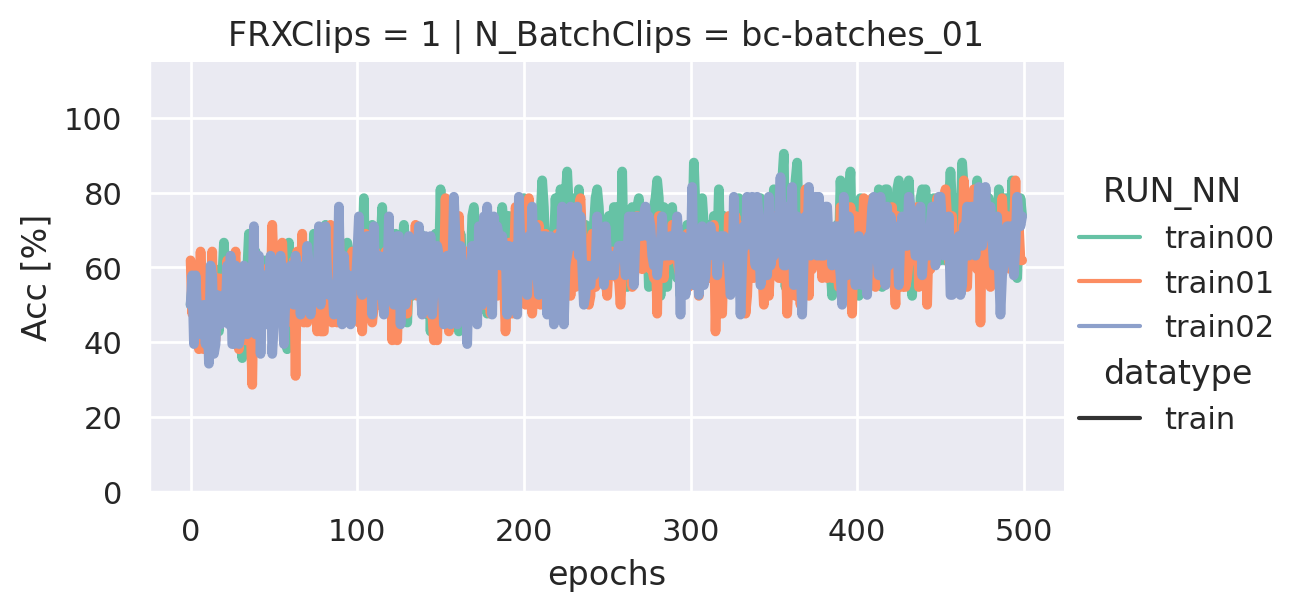 FRXClips = 1 | N_BatchClips = bc-batches_01
Acc [%]
100
80
60
40
20
0
0 100 200 300 400 500
epochs
RUN_NN
train00
train01
train02
datatype
train